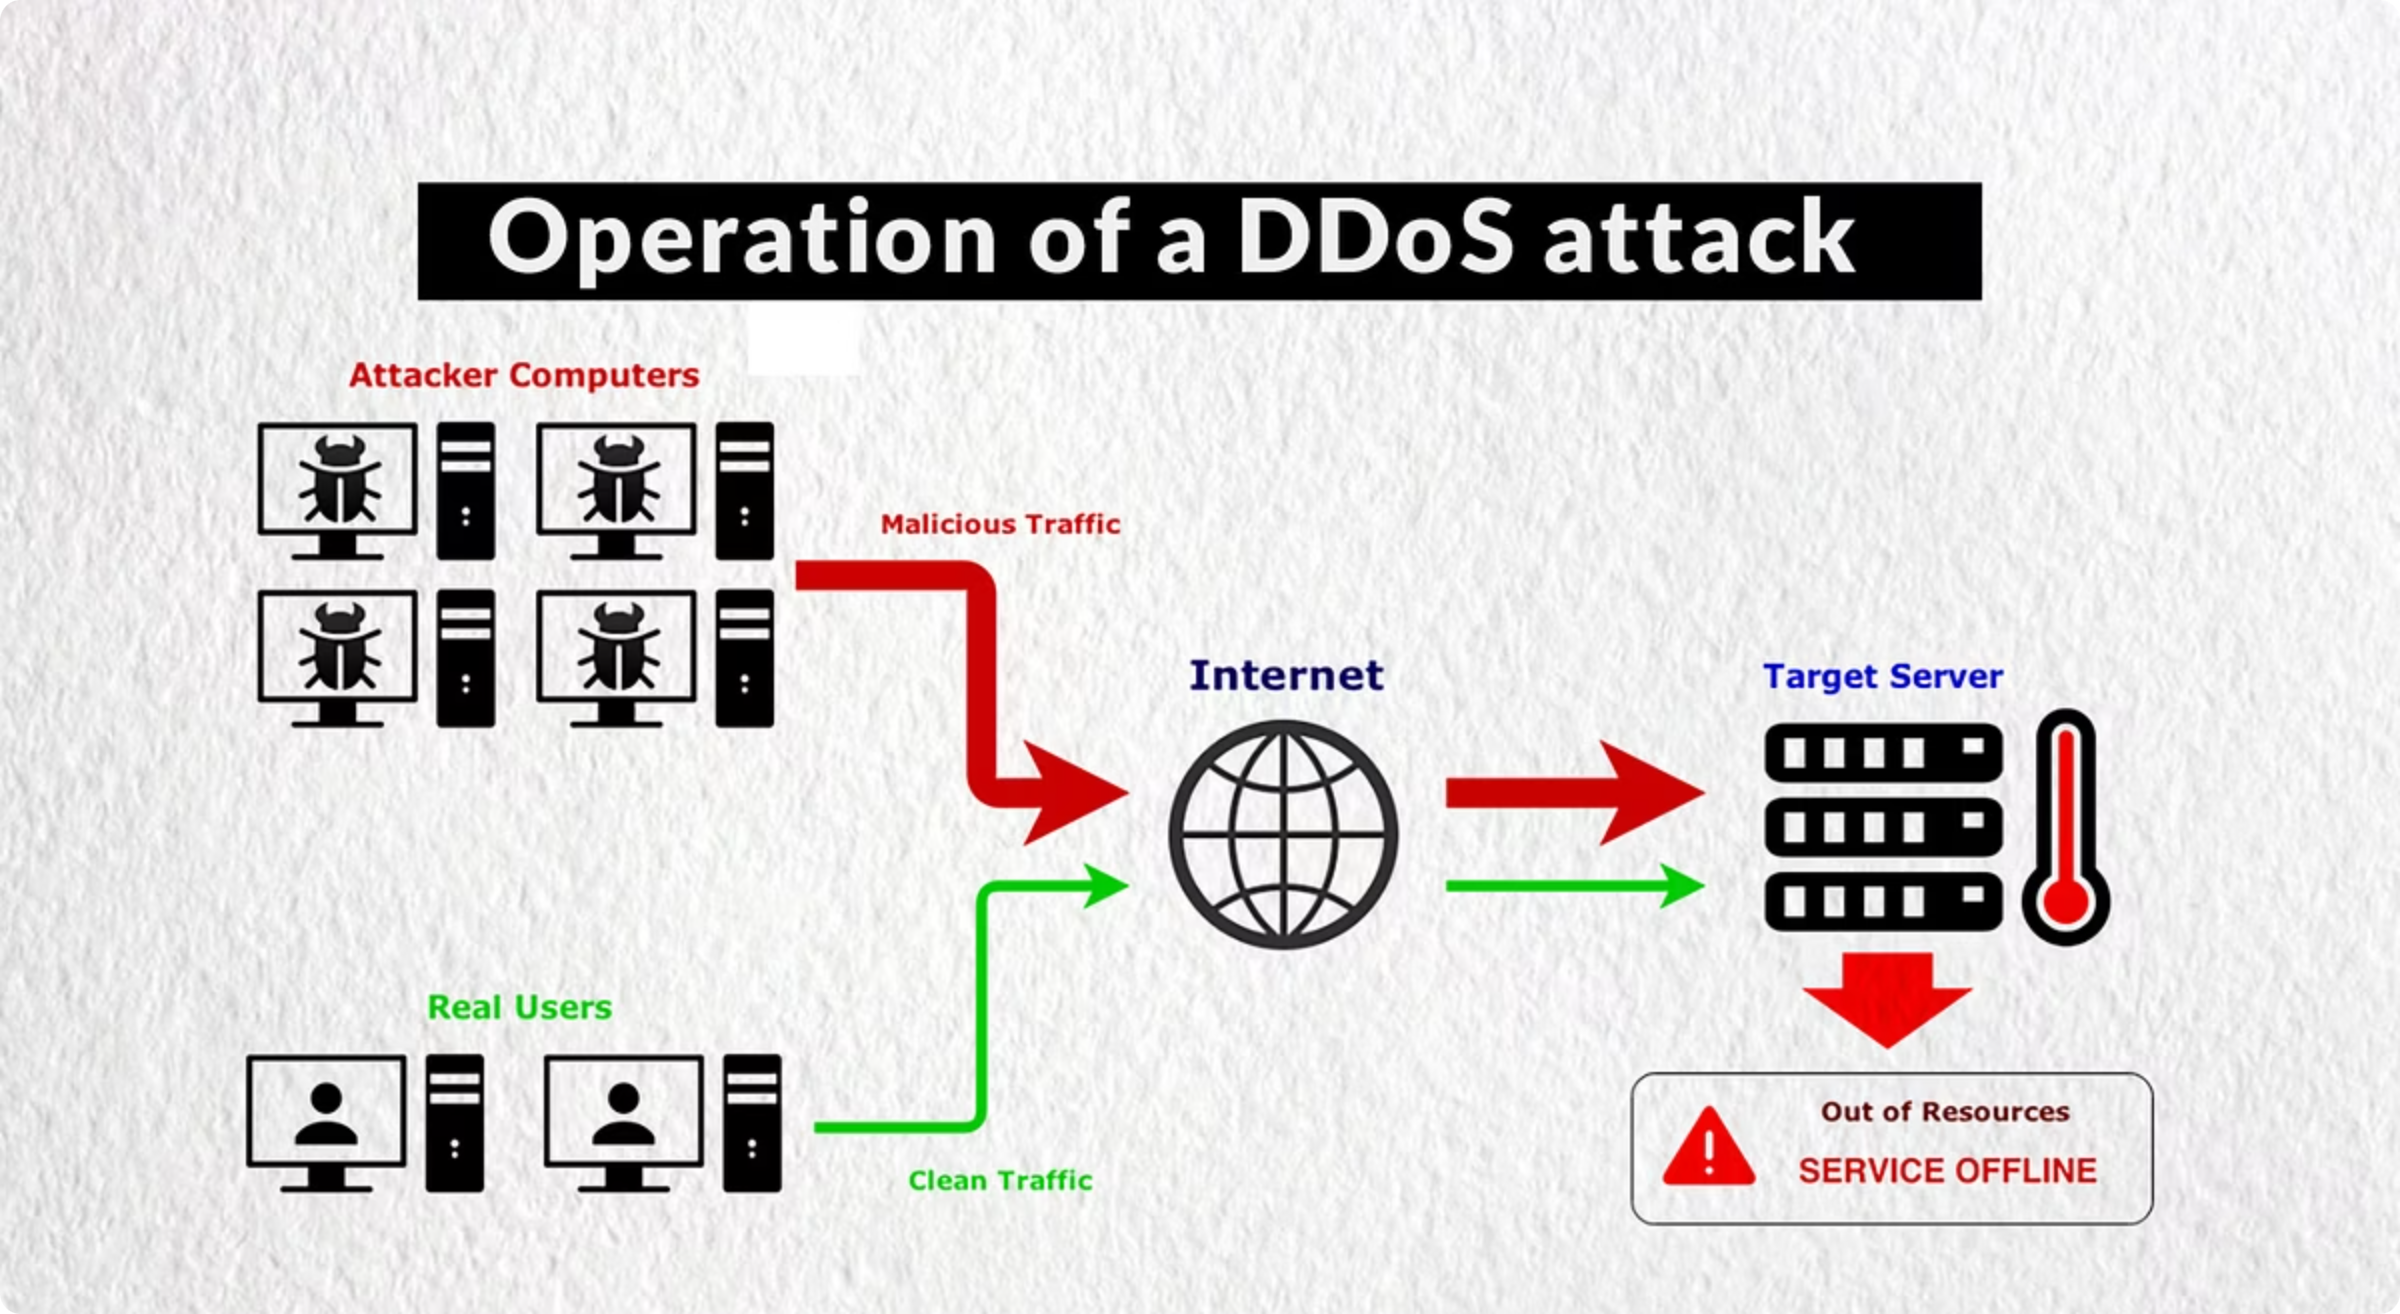 Operation of a DDoS attack
Attacker Computers
Malicious Traffic
Internet
Target Server
Real Users
Clean Traffic
Out of Resources
SERVICE OFFLINE